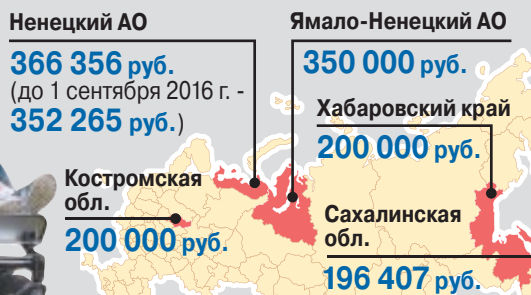 Ненецкий АО
366 356 руб.
(до 1 сентября 2016 г. -
352 265 руб.)
Ямало-Ненецкий АО
350 000 руб.
Хабаровский край
200 000 руб.
Костромская
обл.
200 000 руб.
Сахалинская
обл.
196 407 руб.